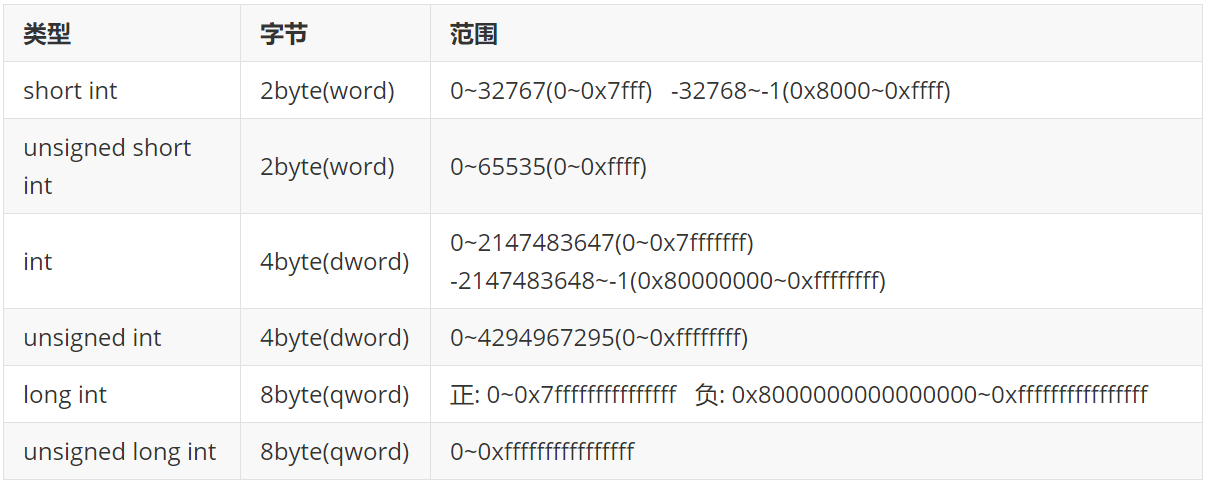 类型 字节 范围
short int 2byte(word) 0~32767(0~0x7fff) -32768~-1(0x8000~0xffff)
unsigned short
int
2byte(word) 0~65535(0~0xffff)
int 4byte(dword) 0~2147483647(0~0x7fffffff)
-2147483648~-1(0x80000000~0xffffffff)
unsigned int 4byte(dword) 0~4294967295(0~0xffffffff)
long int 8byte(qword) 正: 0~0x7fffffffffffffff 负: 0x8000000000000000~0xffffffffffffffff
unsigned long int 8byte(qword) 0~0xffffffffffffffff